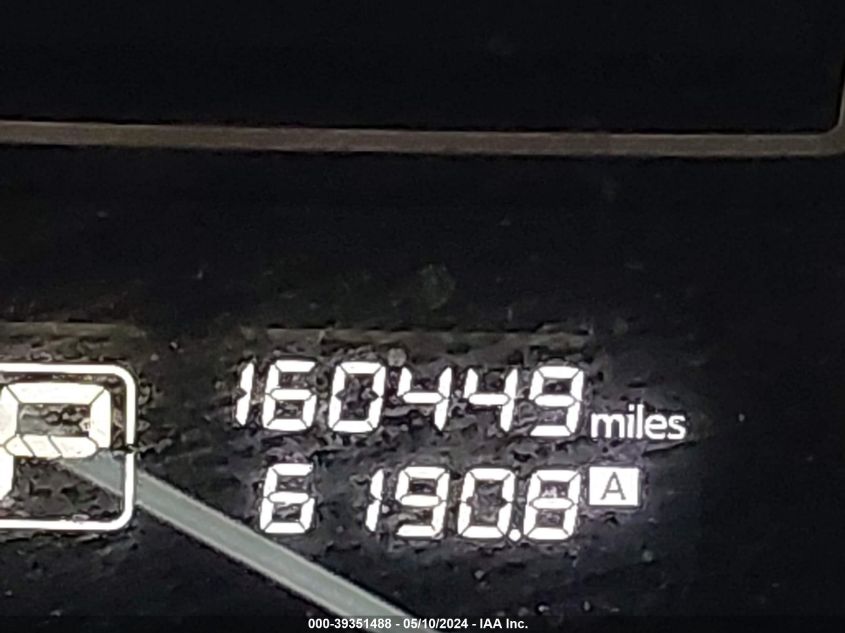 160449 miles
P
6 190.8 A
000-39351488 - 05/10/2024 - IAA Inc.